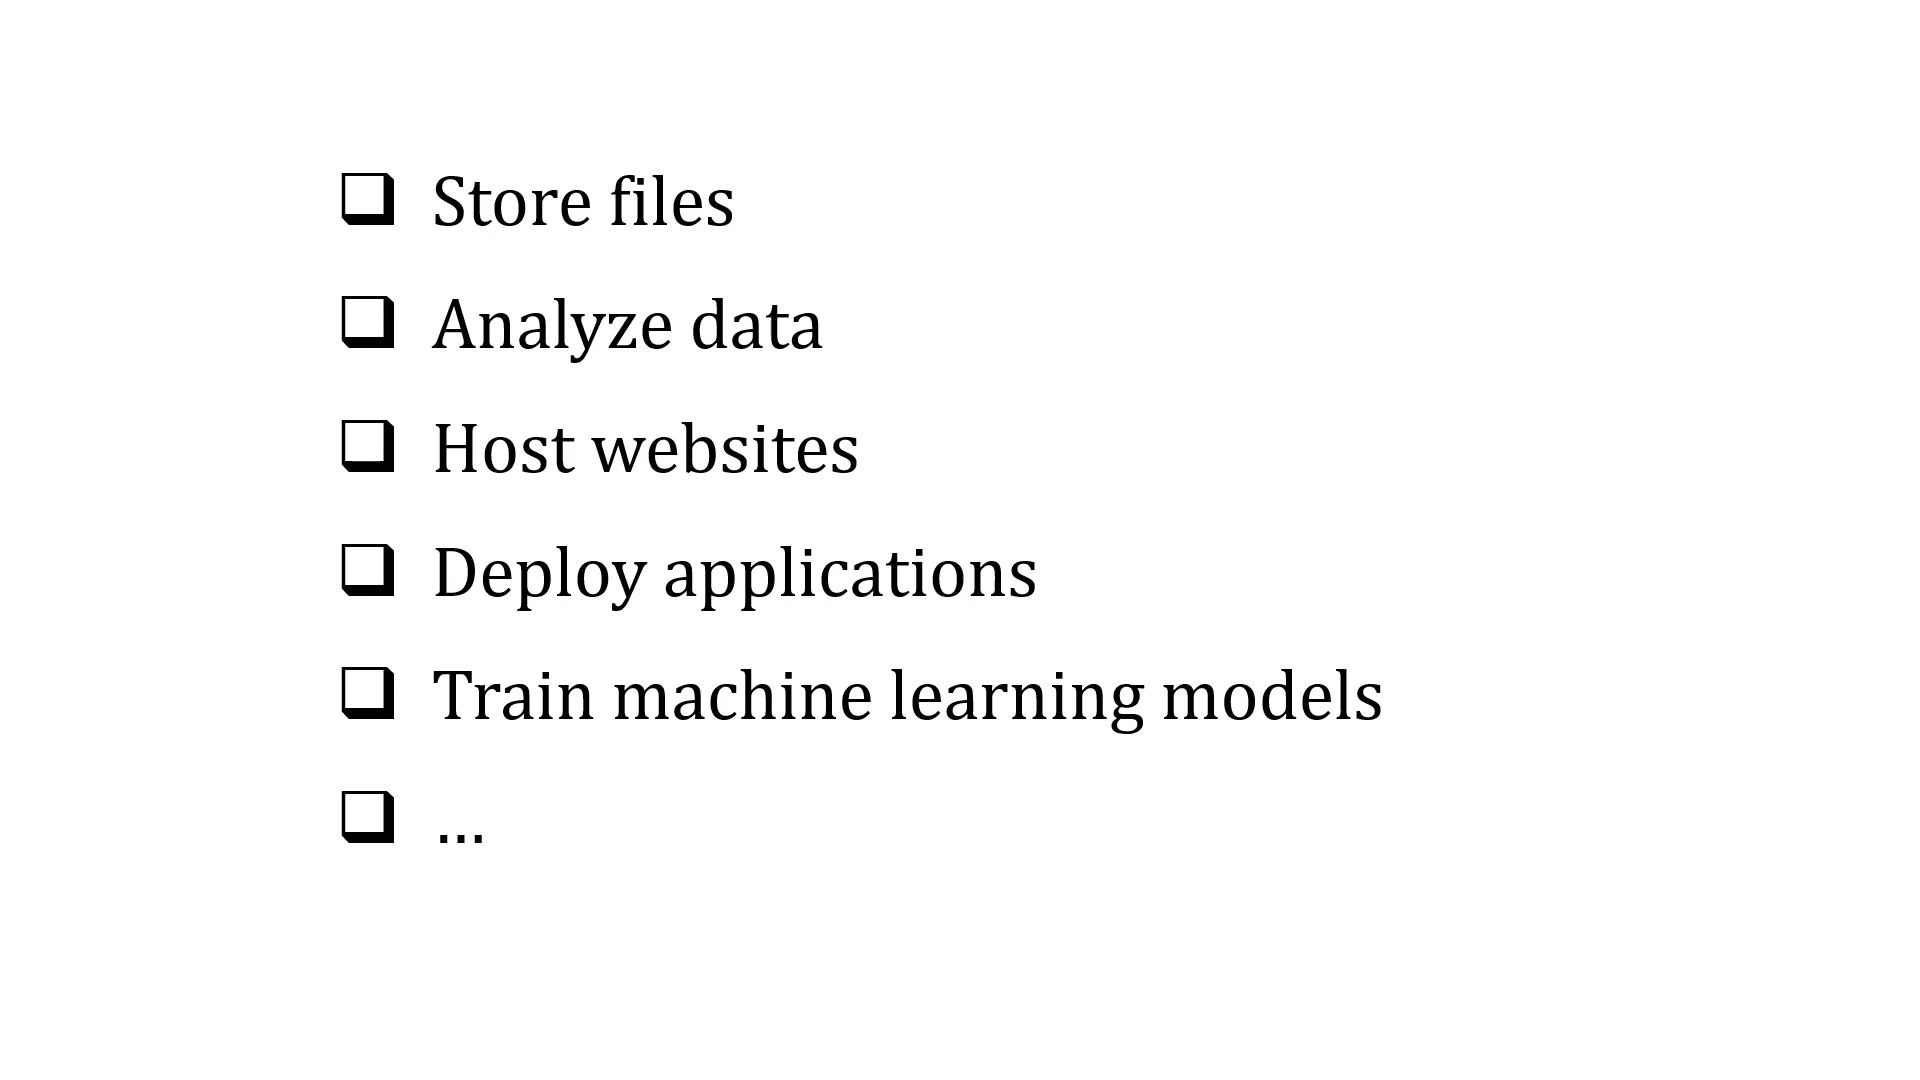 ❑ Store files
❑ Analyze data
❑ Host websites
❑ Deploy applications
❑ Train machine learning models
❑ …